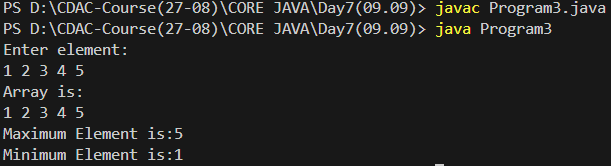 PS D:\CDAC-Course(27-08)\CORE JAVA\Day7(09.09)> javac Program3.java
PS D:\CDAC-Course(27-08)\CORE JAVA\Day7(09.09)> java Program3
Enter element:
1 2 3 4 5
Array is:
1 2 3 4 5
Maximum Element is:5
Minimum Element is:1